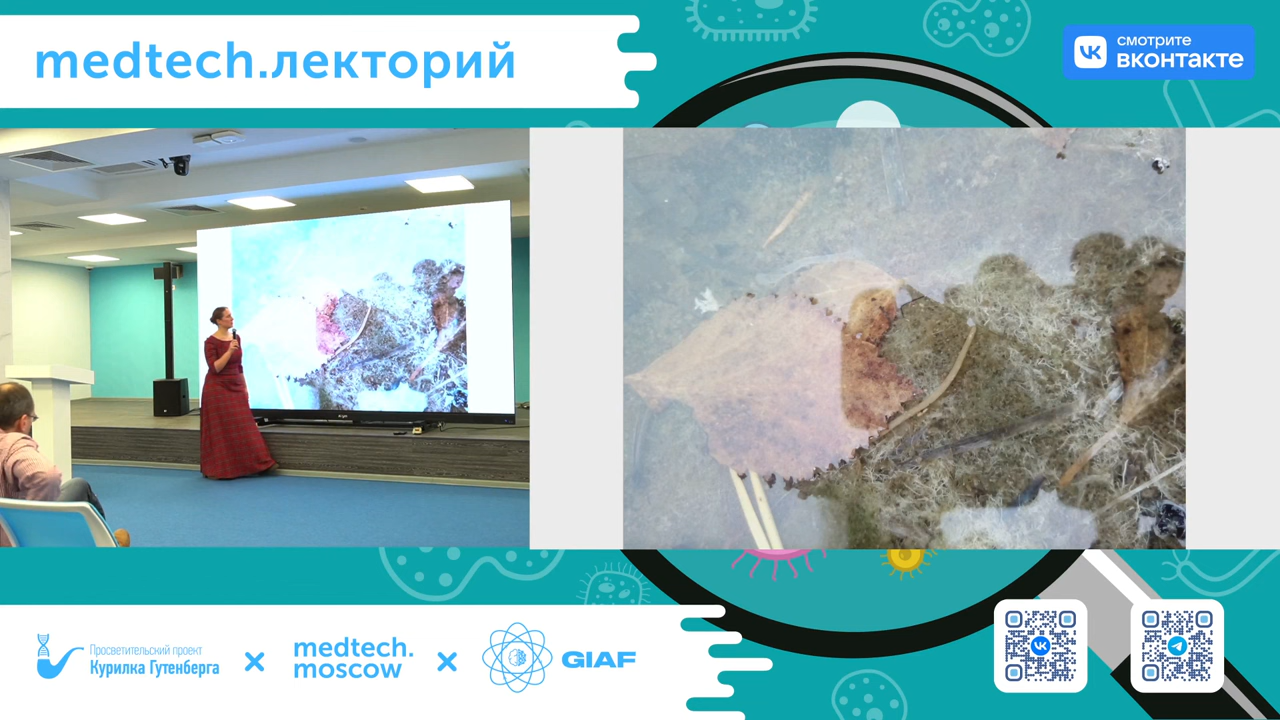 medtech.лекторий
смотрите
вконтакте
Просветительский проект
Курилка Гутенберга
medtech.
moscow
GIAF